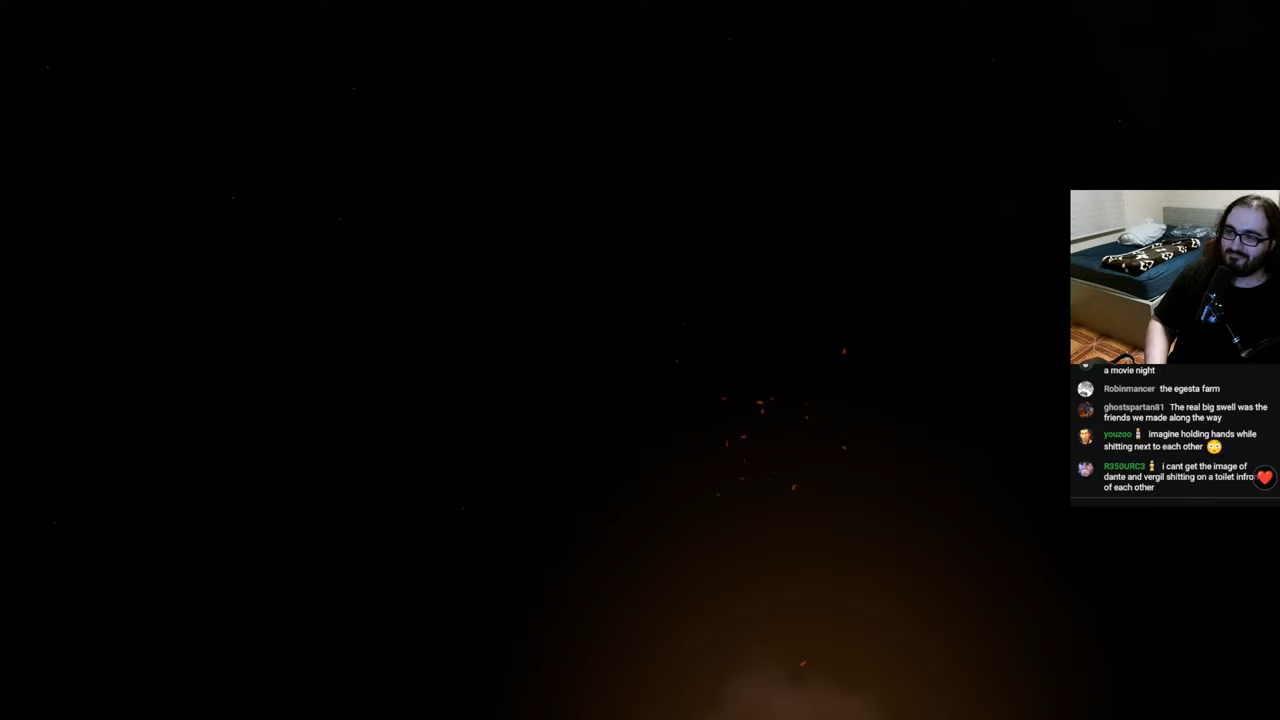 a movie night
Robinmancer the egesta farm
ghostspartan81 The real big swell was the
friends we made along the way
youzoo imagine holding hands while
shitting next to each other 😳
R350URC3 i cant get the image of
dante and vergil shitting on a toilet infro
of each other